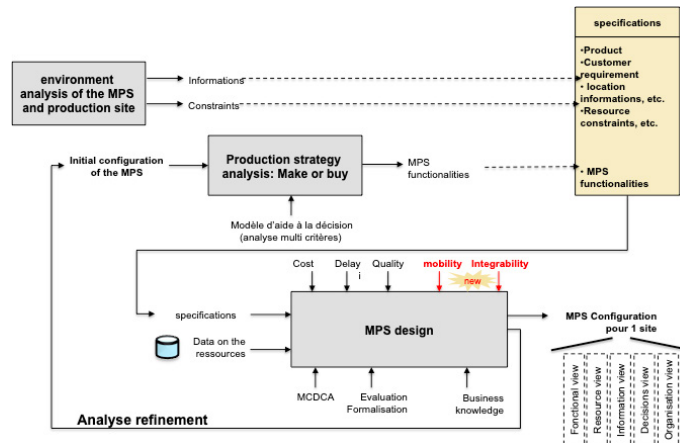 specifications
•Product
•Customer
requirement
• location
informations, etc.
•Resource
constraints, etc.
• MPS
functionalities
environment
analysis of the MPS
and production site
Informations
Constraints
Initial configuration
of the MPS
Production strategy
analysis: Make or buy
MPS
functionalities
Modèle d'aide à la décision
(analyse multi critères)
Cost
Delay
i
Quality
mobility
Integrability
new
specifications
Data on the
ressources
MPS design
MPS Configuration
pour 1 site
MCDCA
Evaluation
Formalisation
Business
knowledge
Analyse refinement
Fonctional view
Resource view
Information view
Decisions view
Organisation view